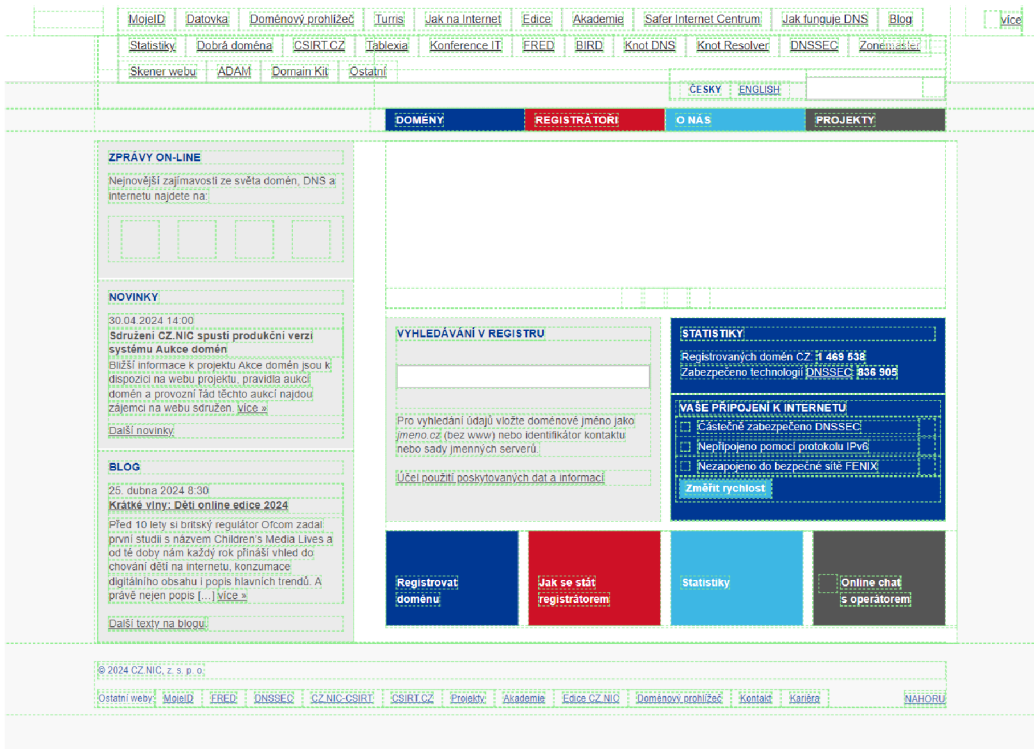 MojeID Datovka Doménový prohlížeč Turris Jak na Internet Edice Akademie Safer Internet Centrum Jak funguje DNS Blog více
Statistiky Dobrá doména CSIRT.CZ Tablexia Konference IT FRED BIRD Knot DNS Knot Resolver DNSSEC Zonemaster
Skener webu ADAM Domain Kit Ostatní
ČESKY ENGLISH
DOMÉNY REGISTRÁTOŘI O NÁS PROJEKTY
ZPRÁVY ON-LINE
Nejnovější zajímavosti ze světa domén, DNS a
internetu najdete na:
NOVINKY
30.04.2024 14:00
Sdružení CZ.NIC spustí produkční verzi
systému Aukce domén
Bližší informace k projektu Akce domén jsou k
dispozici na webu projektu, pravidla aukcí
domén a provozní řád těchto aukcí najdou
zájemci na webu sdružen. více »
Další novinky
BLOG
25. dubna 2024 8:30
Krátké vlny: Děti online edice 2024
Před 10 lety si britský regulátor Ofcom zadal
první studii s názvem Children's Media Lives a
od té doby nám každý rok přináší vhled do
chování dětí na internetu, konzumace
digitálního obsahu i popis hlavních trendů. A
právě nejen popis […] více »
Další texty na blogu
VYHLEDÁVÁNÍ V REGISTRU
Pro vyhledání údajů vložte doménové jméno jako
jmeno.cz (bez www) nebo identifikátor kontaktu
nebo sady jmenných serverů.
Účel použití poskytovaných dat a informací
STATISTIKY
Registrovaných domén CZ: 1 469 538
Zabezpečeno technologií DNSSEC: 836 905
VAŠE PŘIPOJENÍ K INTERNETU
Částečně zabezpečeno DNSSEC
Nepřipojeno pomocí protokolu IPv6
Nezapojeno do bezpečné sítě FENIX
Změřit rychlost
Registrovat
doménu
Jak se stát
registrátorem
Statistiky
Online chat
s operátorem
© 2024 CZ.NIC, z. s. p. o.
Ostatní weby: MojeID FRED DNSSEC CZ.NIC-CSIRT CSIRT.CZ Projekty Akademie Edice CZ.NIC Doménový prohlížeč Kontakt Kariéra NAHORU